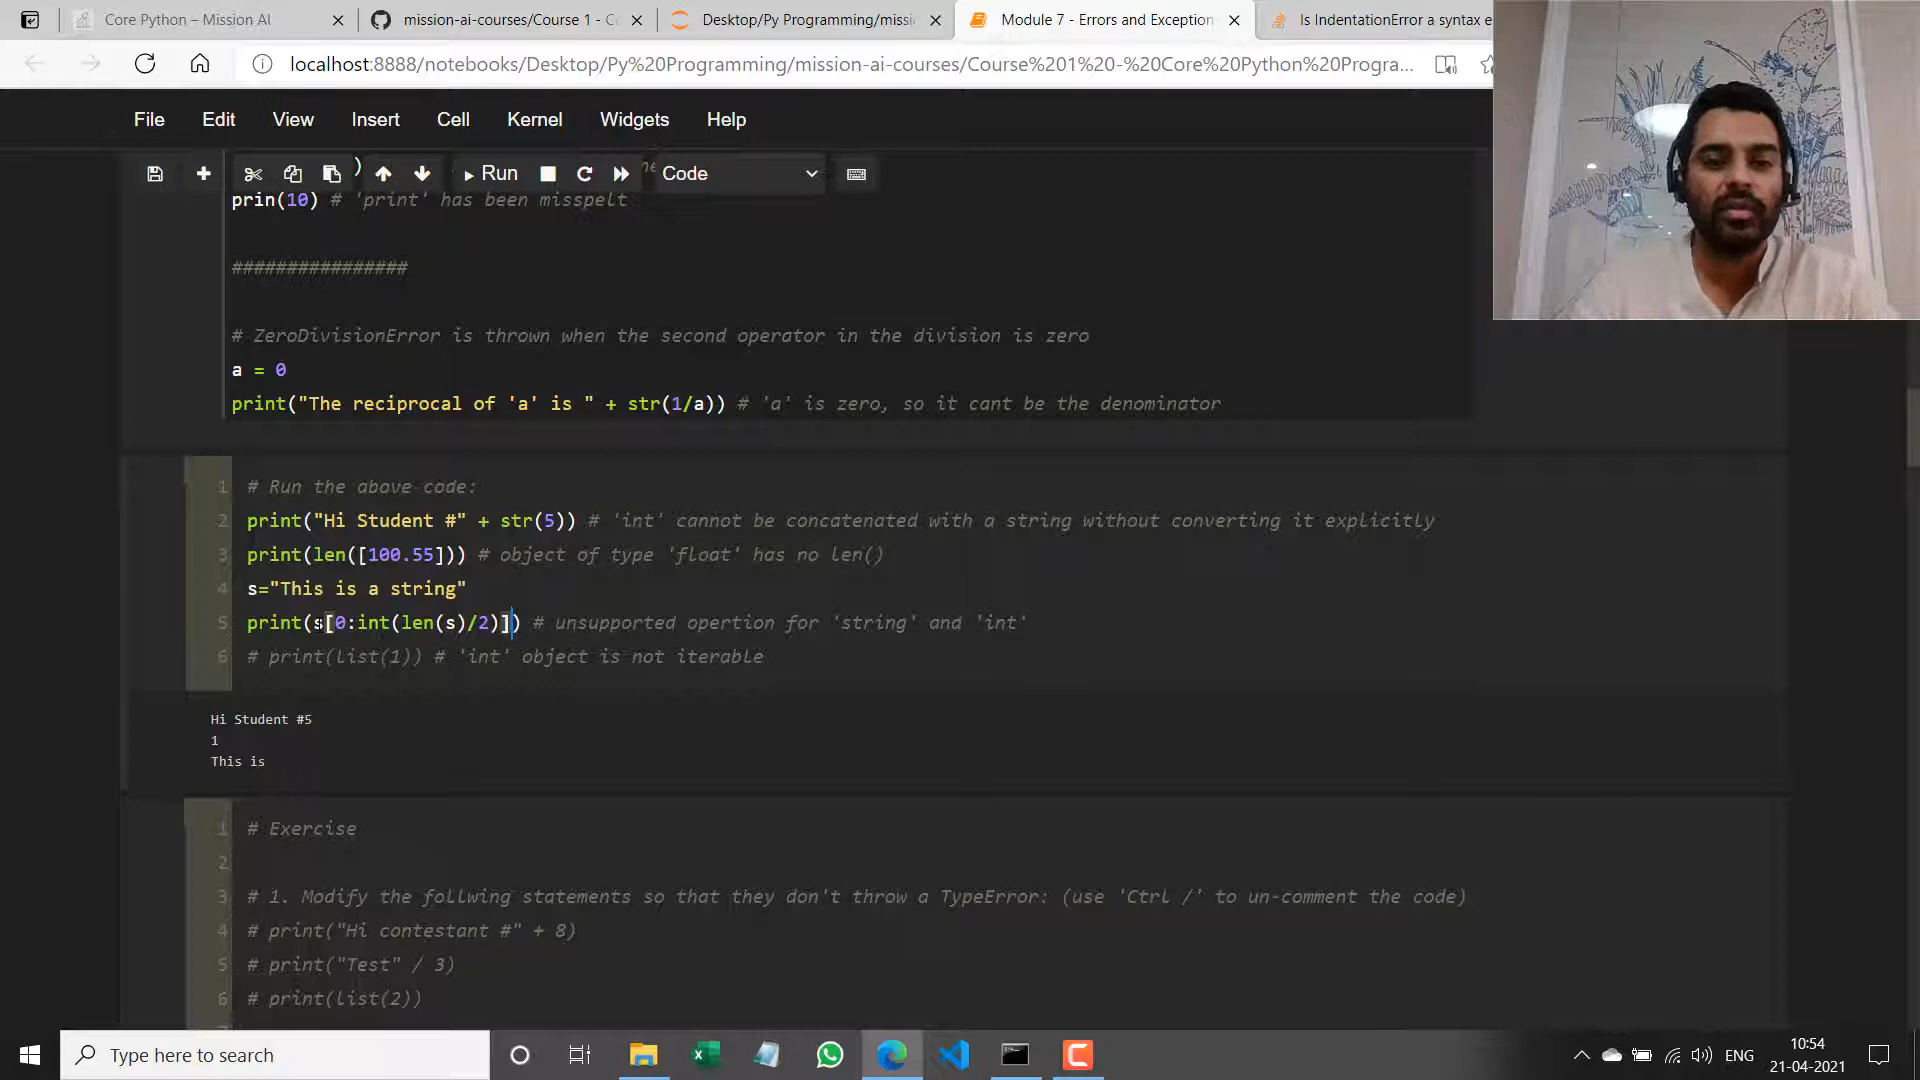 Core Python – Mission AI
mission-ai-courses/Course 1 - C
Desktop/Py Programming/missi
Module 7 - Errors and Exception
Is IndentationError a syntax e
localhost:8888/notebooks/Desktop/Py%20Programming/mission-ai-courses/Course%201%20-%20Core%20Python%20Progra...
File Edit View Insert Cell Kernel Widgets Help
Run Code
)
prin(10) # 'print' has been misspelt
################
# ZeroDivisionError is thrown when the second operator in the division is zero
a = 0
print("The reciprocal of 'a' is " + str(1/a)) # 'a' is zero, so it cant be the denominator
1 # Run the above code:
2 print("Hi Student #" + str(5)) # 'int' cannot be concatenated with a string without converting it explicitly
3 print(len([100.55])) # object of type 'float' has no len()
4 s="This is a string"
5 print(s[0:int(len(s)/2)]) # unsupported opertion for 'string' and 'int'
6 # print(list(1)) # 'int' object is not iterable
Hi Student #5
1
This is
1 # Exercise
2
3 # 1. Modify the follwing statements so that they don't throw a TypeError: (use 'Ctrl /' to un-comment the code)
4 # print("Hi contestant #" + 8)
5 # print("Test" / 3)
6 # print(list(2))
Type here to search
ENG
10:54
21-04-2021